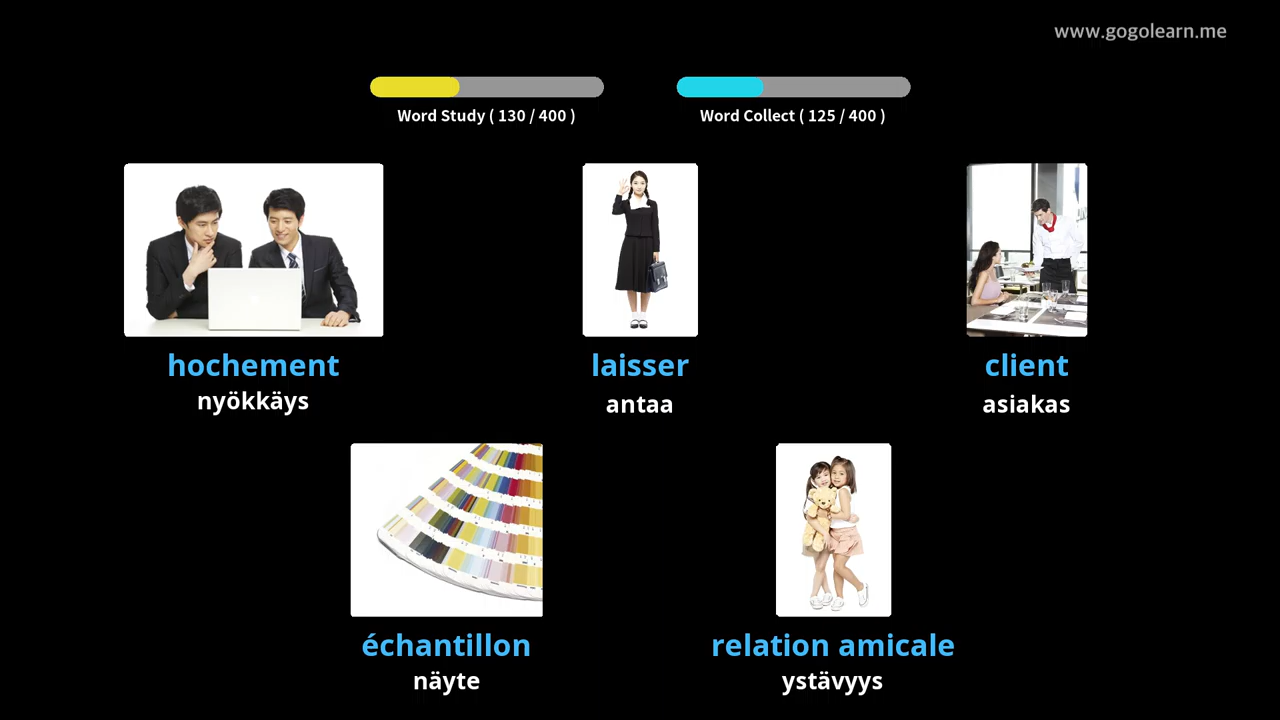 www.gogolearn.me
Word Study ( 130 / 400 )
Word Collect ( 125 / 400 )
hochement
nyökkäys
laisser
antaa
client
asiakas
échantillon
näyte
relation amicale
ystävyys